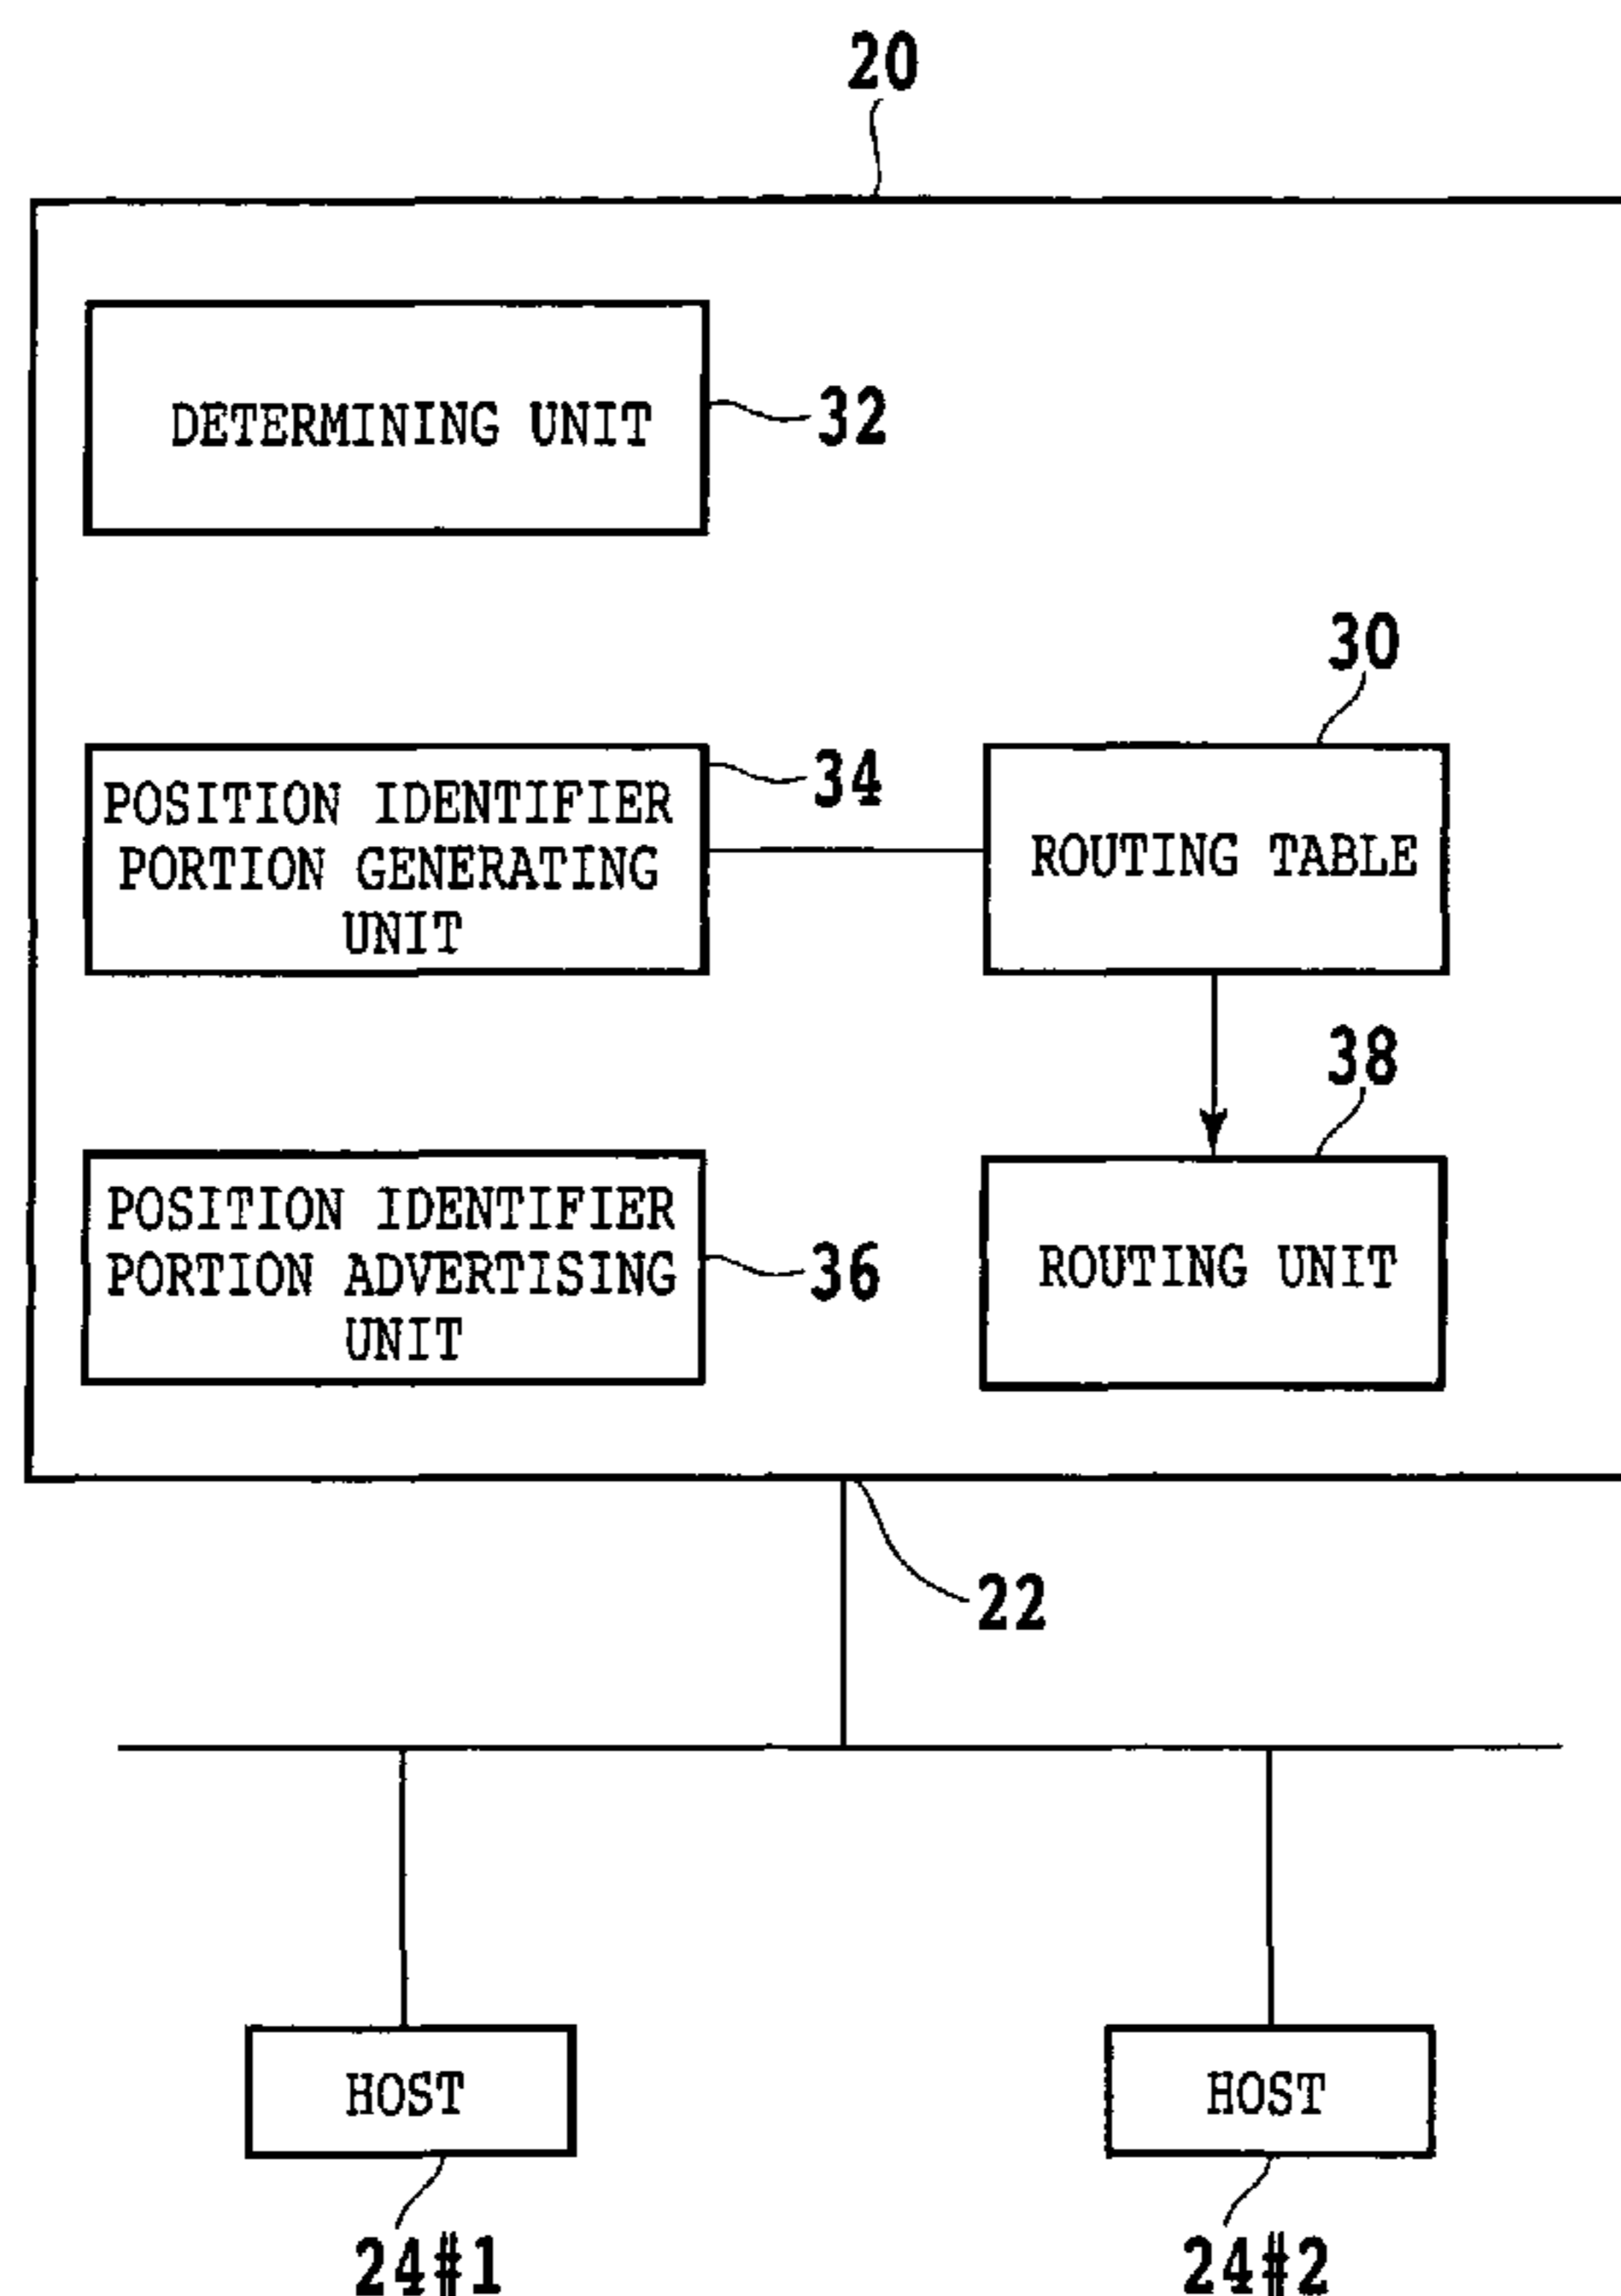 20
DETERMINING UNIT
32
30
POSITION IDENTIFIER
PORTION GENERATING
UNIT
34
ROUTING TABLE
38
POSITION IDENTIFIER
PORTION ADVERTISING
UNIT
36
ROUTING UNIT
22
HOST
HOST
24#1
24#2